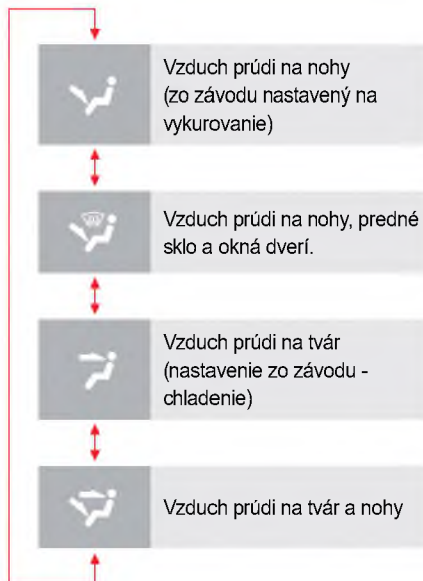 Vzduch prúdi na nohy
(zo závodu nastavený na
vykurovanie)
Vzduch prúdi na nohy, predné
sklo a okná dverí.
Vzduch prúdi na tvár
(nastavenie zo závodu -
chladenie)
Vzduch prúdi na tvár a nohy